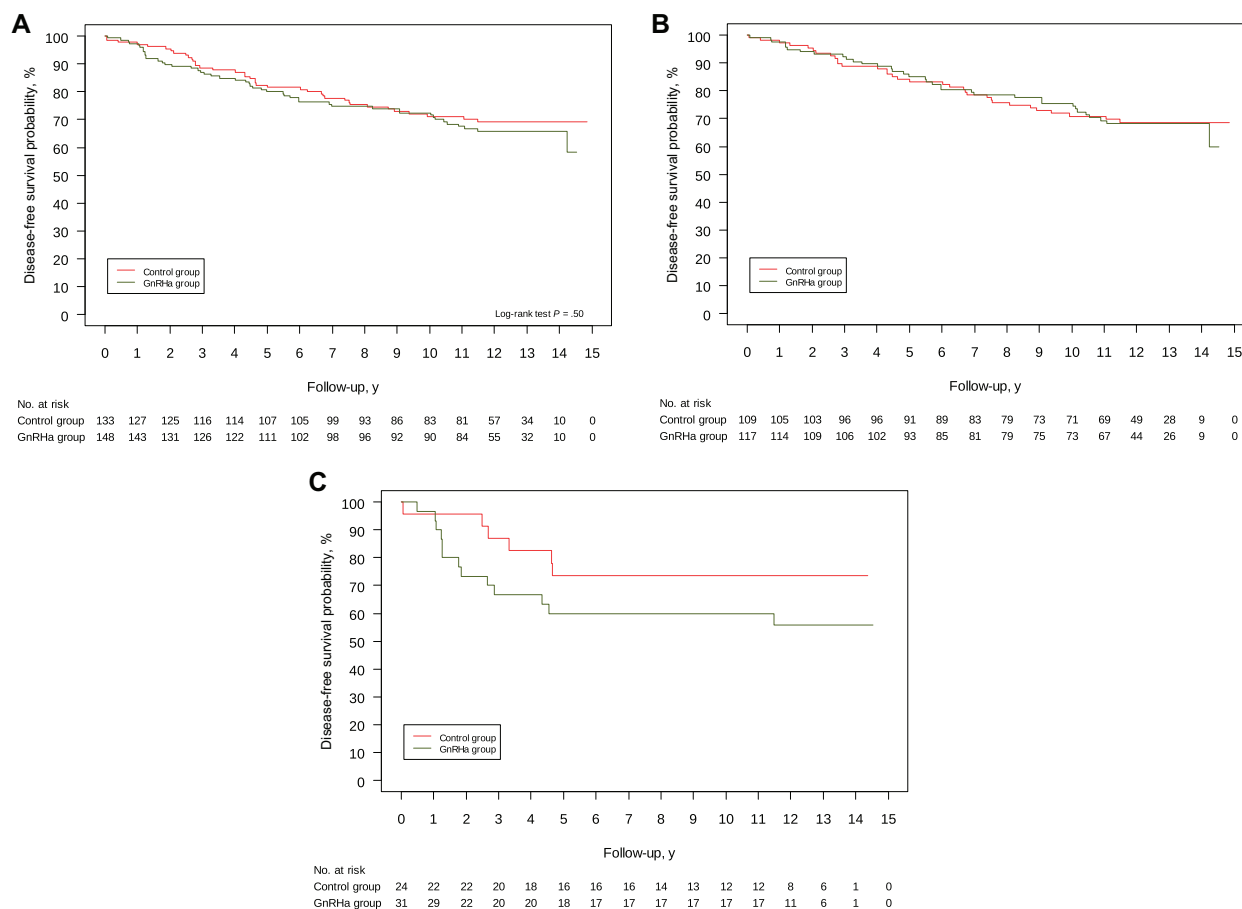 A
Disease-free survival probability, %
100
90
80
70
60
50
40
30
20
10
0
Control group
GnRHa group
Log-rank test P = .50
0 1 2 3 4 5 6 7 8 9 10 11 12 13 14 15
Follow-up, y
No. at risk
Control group 133 127 125 116 114 107 105 99 93 86 83 81 57 34 10 0
GnRHa group 148 143 131 126 122 111 102 98 96 92 90 84 55 32 10 0
B
Disease-free survival probability, %
100
90
80
70
60
50
40
30
20
10
0
Control group
GnRHa group
0 1 2 3 4 5 6 7 8 9 10 11 12 13 14 15
Follow-up, y
No. at risk
Control group 109 105 103 96 96 91 89 83 79 73 71 69 49 28 9 0
GnRHa group 117 114 109 106 102 93 85 81 79 75 73 67 44 26 9 0
C
Disease-free survival probability, %
100
90
80
70
60
50
40
30
20
10
0
Control group
GnRHa group
0 1 2 3 4 5 6 7 8 9 10 11 12 13 14 15
Follow-up, y
No. at risk
Control group 24 22 22 20 18 16 16 16 14 13 12 12 8 6 1 0
GnRHa group 31 29 22 20 20 18 17 17 17 17 17 17 11 6 1 0